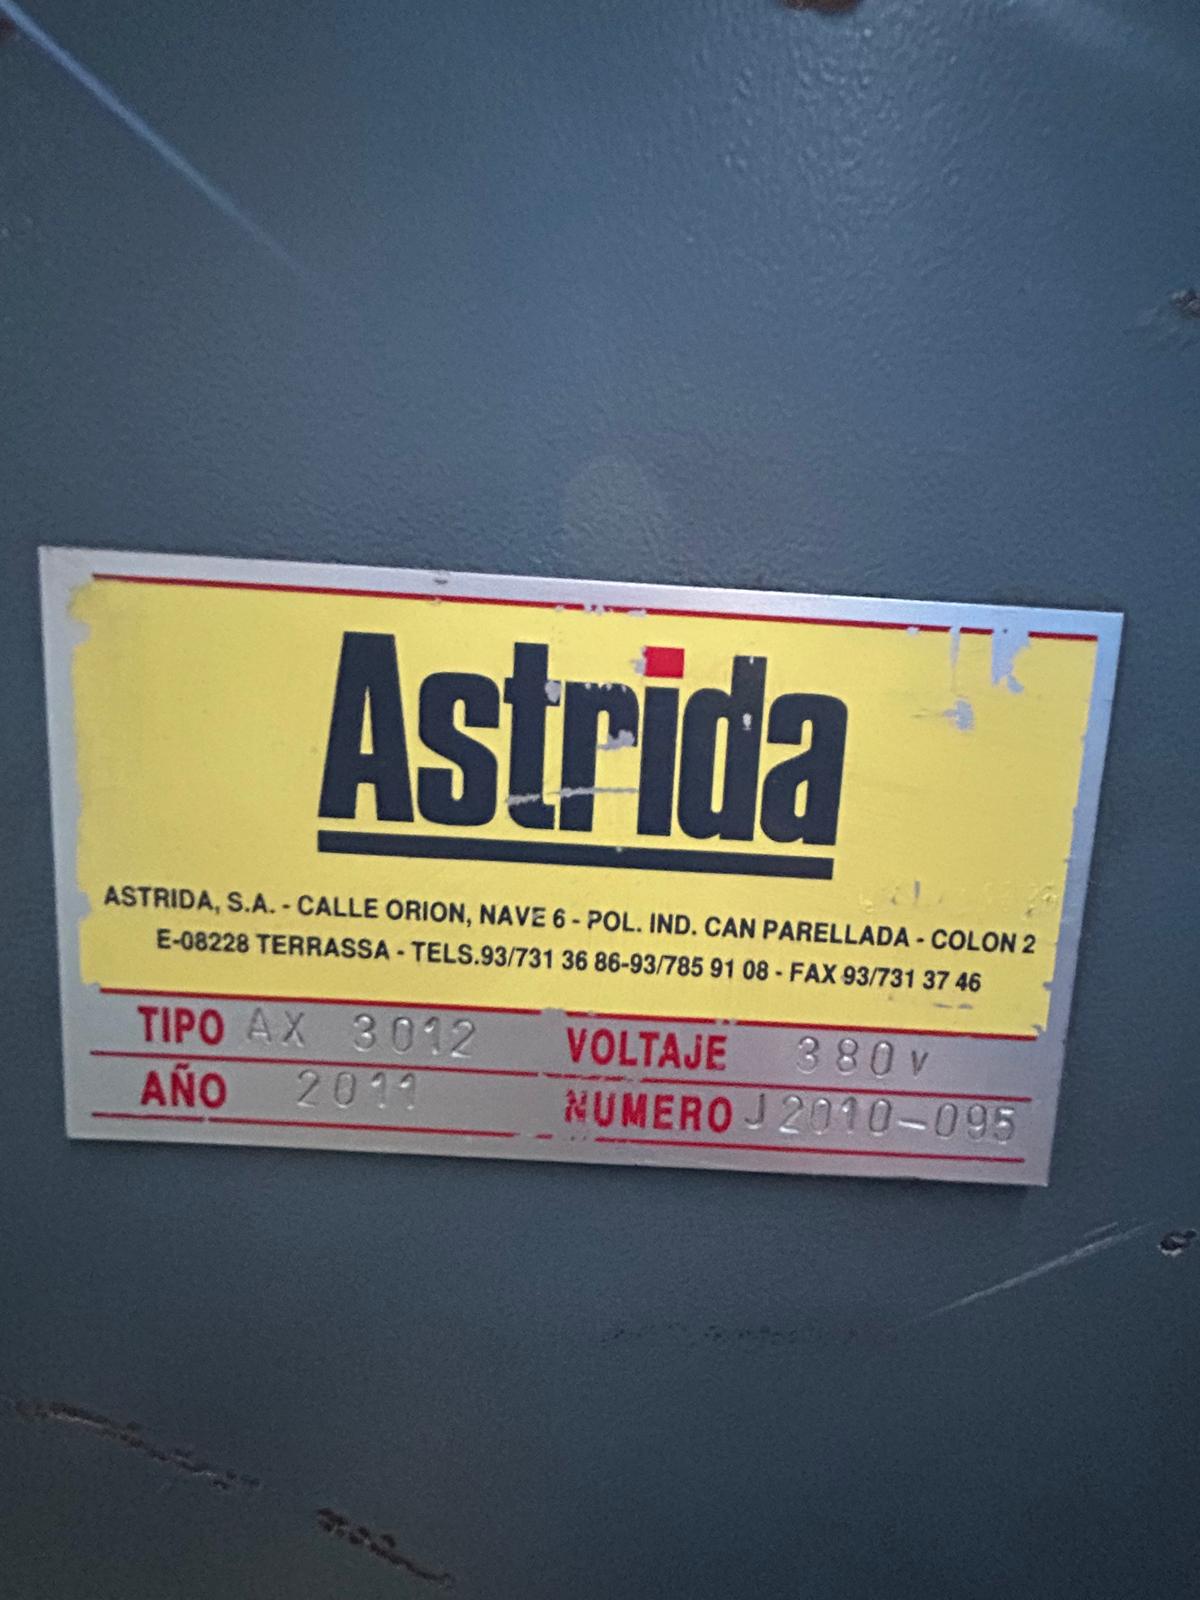 Astrida
ASTRIDA, S.A. - CALLE ORION, NAVE 6 - POL. IND. CAN PARELLADA - COLON 2
E-08228 TERRASSA - TELS.93/731 36 86-93/785 91 08 - FAX 93/731 37 46
TIPO AX 3012 VOLTAJE 380v
AÑO 2011 NUMERO J2010-095